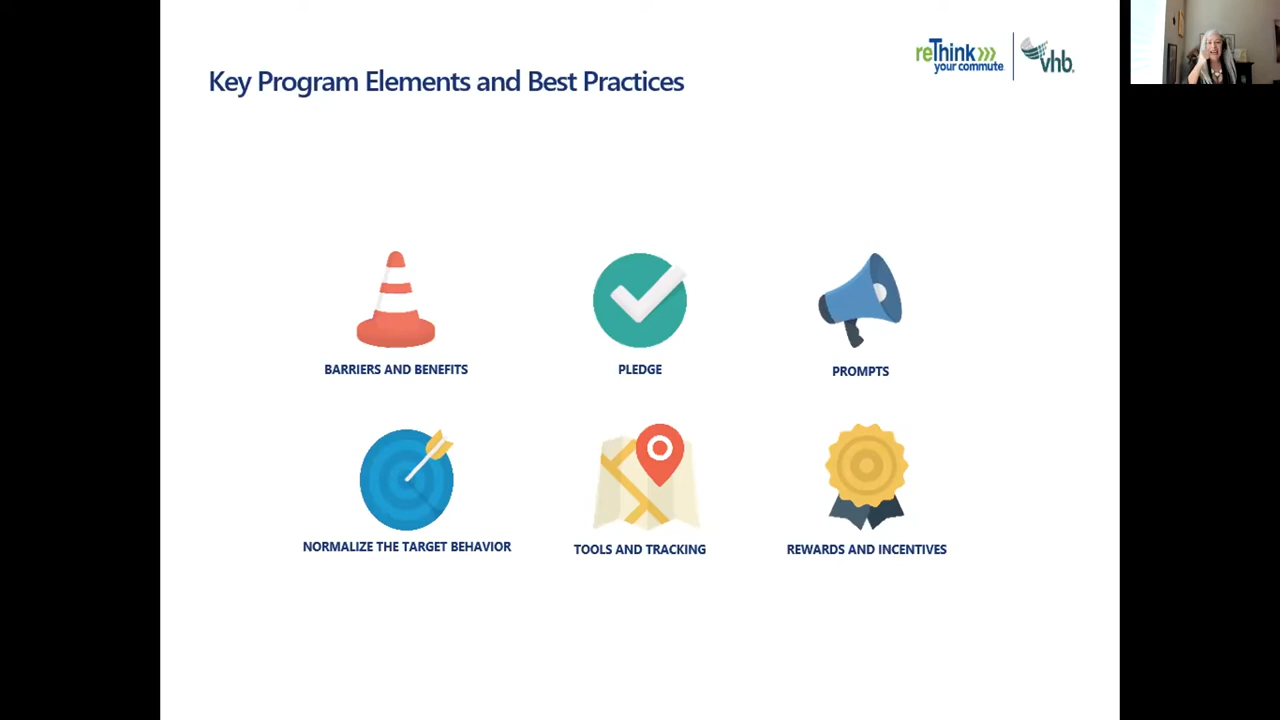 reThink
your commute
vhb
Key Program Elements and Best Practices
BARRIERS AND BENEFITS
PLEDGE
PROMPTS
NORMALIZE THE TARGET BEHAVIOR
TOOLS AND TRACKING
REWARDS AND INCENTIVES